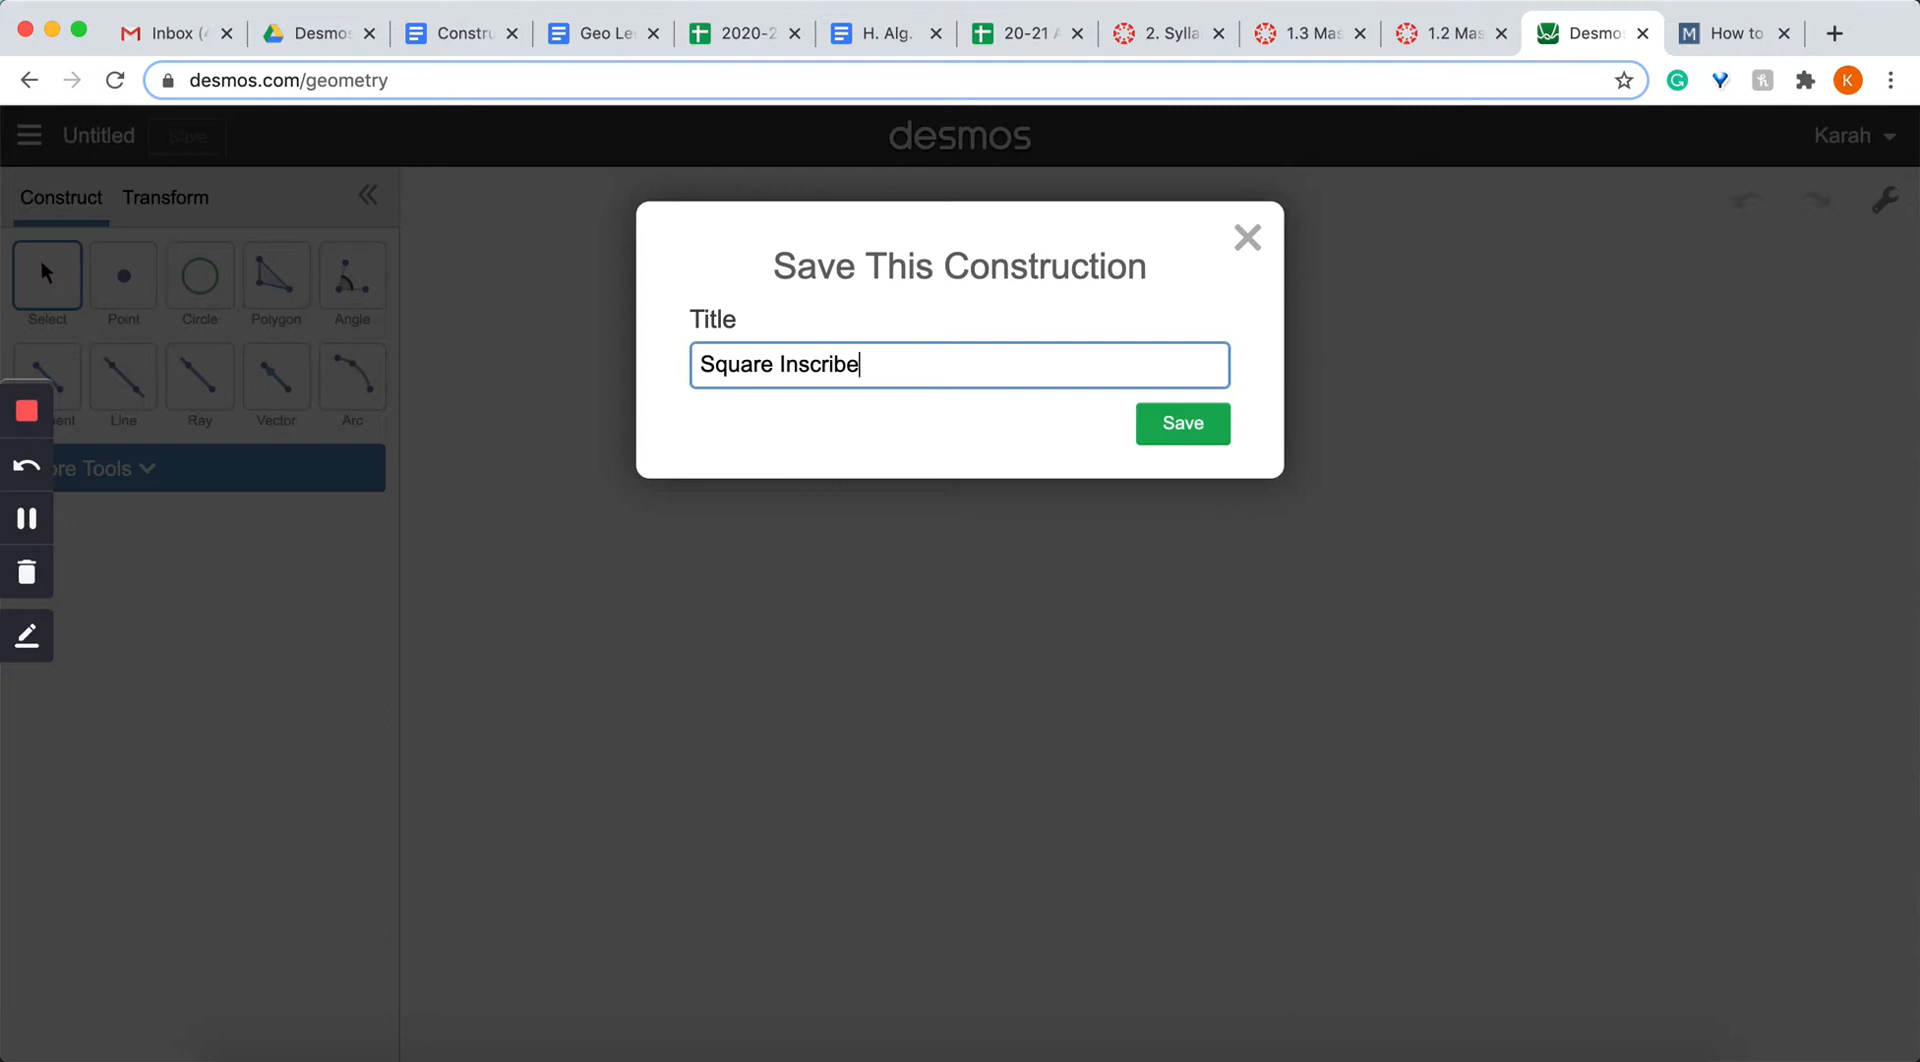 Inbox (
Desmos
Constru
Geo Le
2020-2
H. Alg.
20-21 A
2. Sylla
1.3 Mas
1.2 Mas
Desmos
How to
desmos.com/geometry
K
Untitled
Save
desmos
Karah
Construct
Transform
Save This Construction
Title
Square Inscribe
Save
Select
Point
Circle
Polygon
Angle
ent
Line
Ray
Vector
Arc
ore Tools